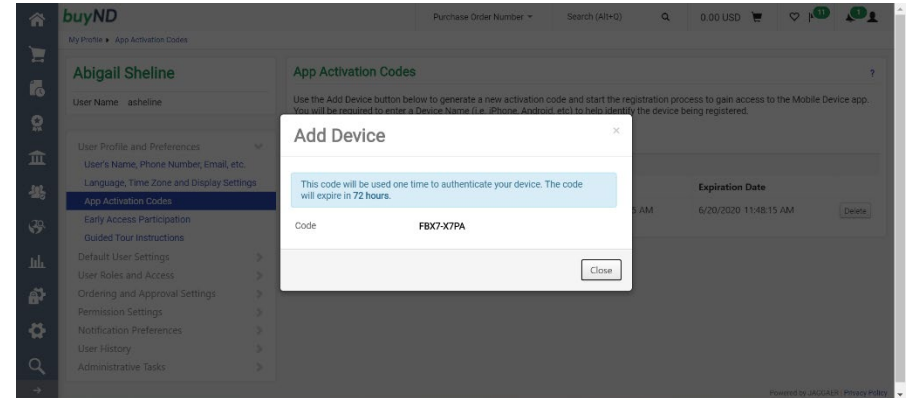 buyND
Purchase Order Number
Search (Alt+Q)
0.00 USD
11
1
My Profile ▸ App Activation Codes
Abigail Sheline
User Name asheline
User Profile and Preferences
User's Name, Phone Number, Email, etc.
Language, Time Zone and Display Settings
App Activation Codes
Early Access Participation
Guided Tour Instructions
Default User Settings
User Roles and Access
Ordering and Approval Settings
Permission Settings
Notification Preferences
User History
Administrative Tasks
App Activation Codes
?
Use the Add Device button below to generate a new activation code and start the registration process to gain access to the Mobile Device app.
You will be required to enter a Device Name (i.e. iPhone, Android, etc) to help identify the device being registered.
Add Device
×
This code will be used one time to authenticate your device. The code
will expire in 72 hours.
Code FBX7-X7PA
Close
Expiration Date
5 AM 6/20/2020 11:48:15 AM Delete
Powered by JAGGAER | Privacy Policy